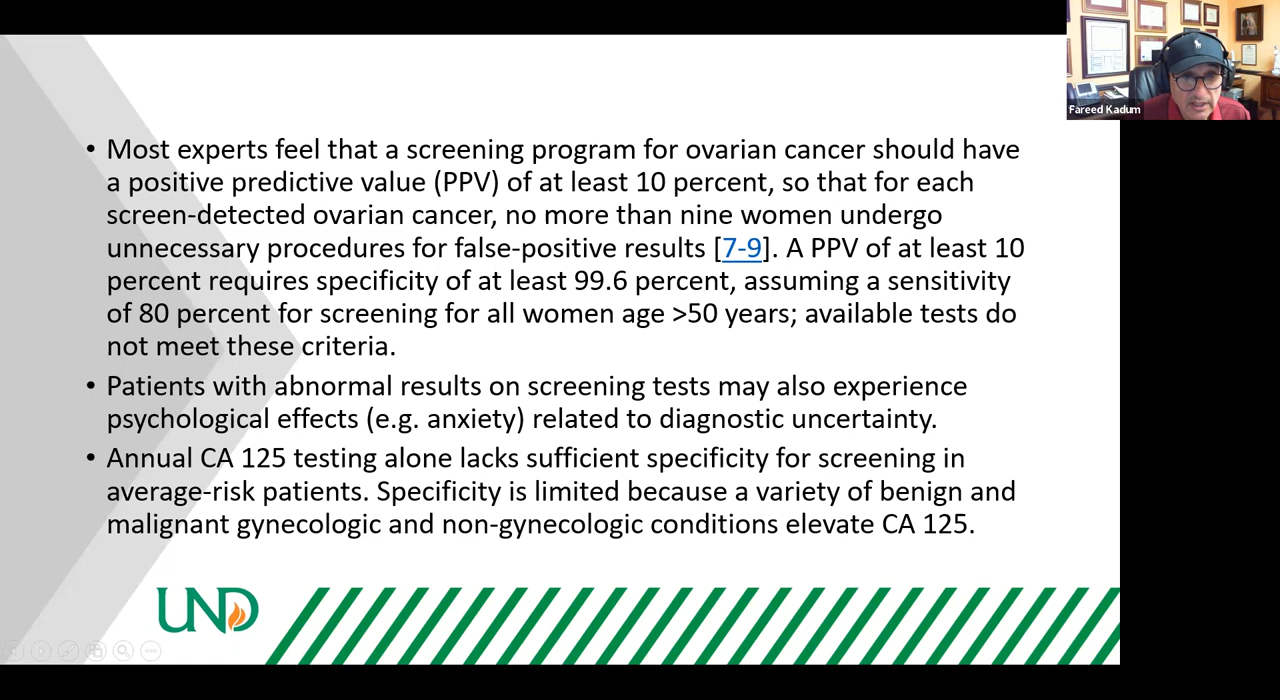 Fareed Kadum
• Most experts feel that a screening program for ovarian cancer should have
a positive predictive value (PPV) of at least 10 percent, so that for each
screen-detected ovarian cancer, no more than nine women undergo
unnecessary procedures for false-positive results [7-9]. A PPV of at least 10
percent requires specificity of at least 99.6 percent, assuming a sensitivity
of 80 percent for screening for all women age >50 years; available tests do
not meet these criteria.
• Patients with abnormal results on screening tests may also experience
psychological effects (e.g. anxiety) related to diagnostic uncertainty.
• Annual CA 125 testing alone lacks sufficient specificity for screening in
average-risk patients. Specificity is limited because a variety of benign and
malignant gynecologic and non-gynecologic conditions elevate CA 125.
UND